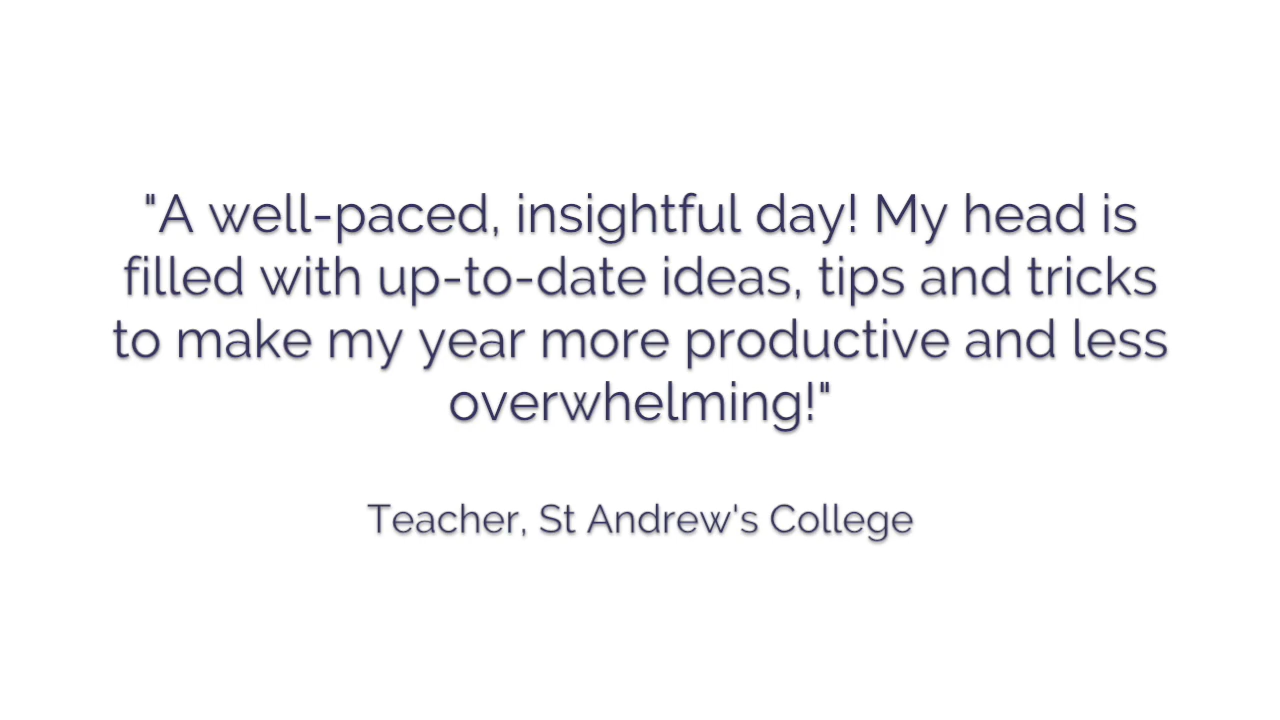 "A well-paced, insightful day! My head is
filled with up-to-date ideas, tips and tricks
to make my year more productive and less
overwhelming!"
Teacher, St Andrew's College